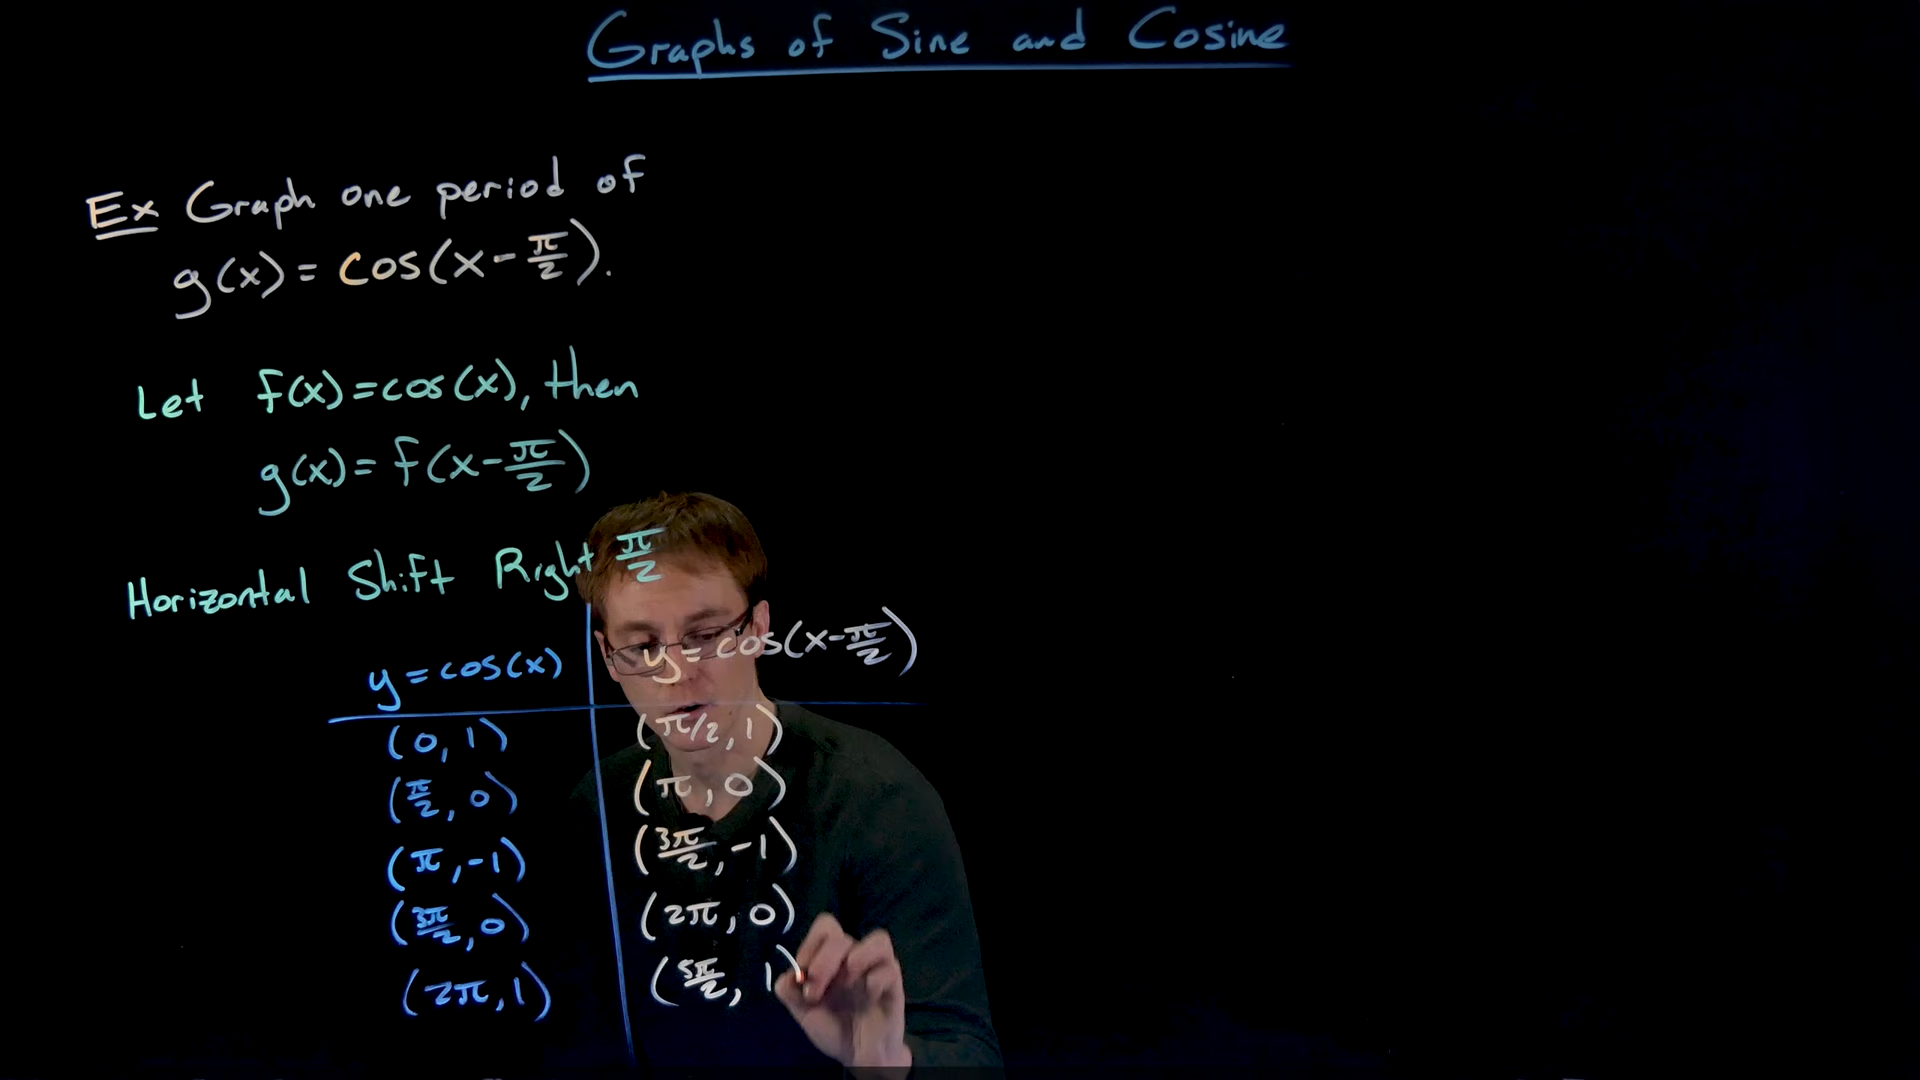 Graphs of Sine and Cosine
Ex Graph one period of
g(x) = cos(x - π/2).
Let f(x) = cos(x), then
g(x) = f(x - π/2)
Horizontal Shift Right π/2
y = cos(x) y = cos(x - π/2)
(0, 1) (π/2, 1)
(π/2, 0) (π, 0)
(π, -1) (3π/2, -1)
(3π/2, 0) (2π, 0)
(2π, 1) (5π/2, 1)